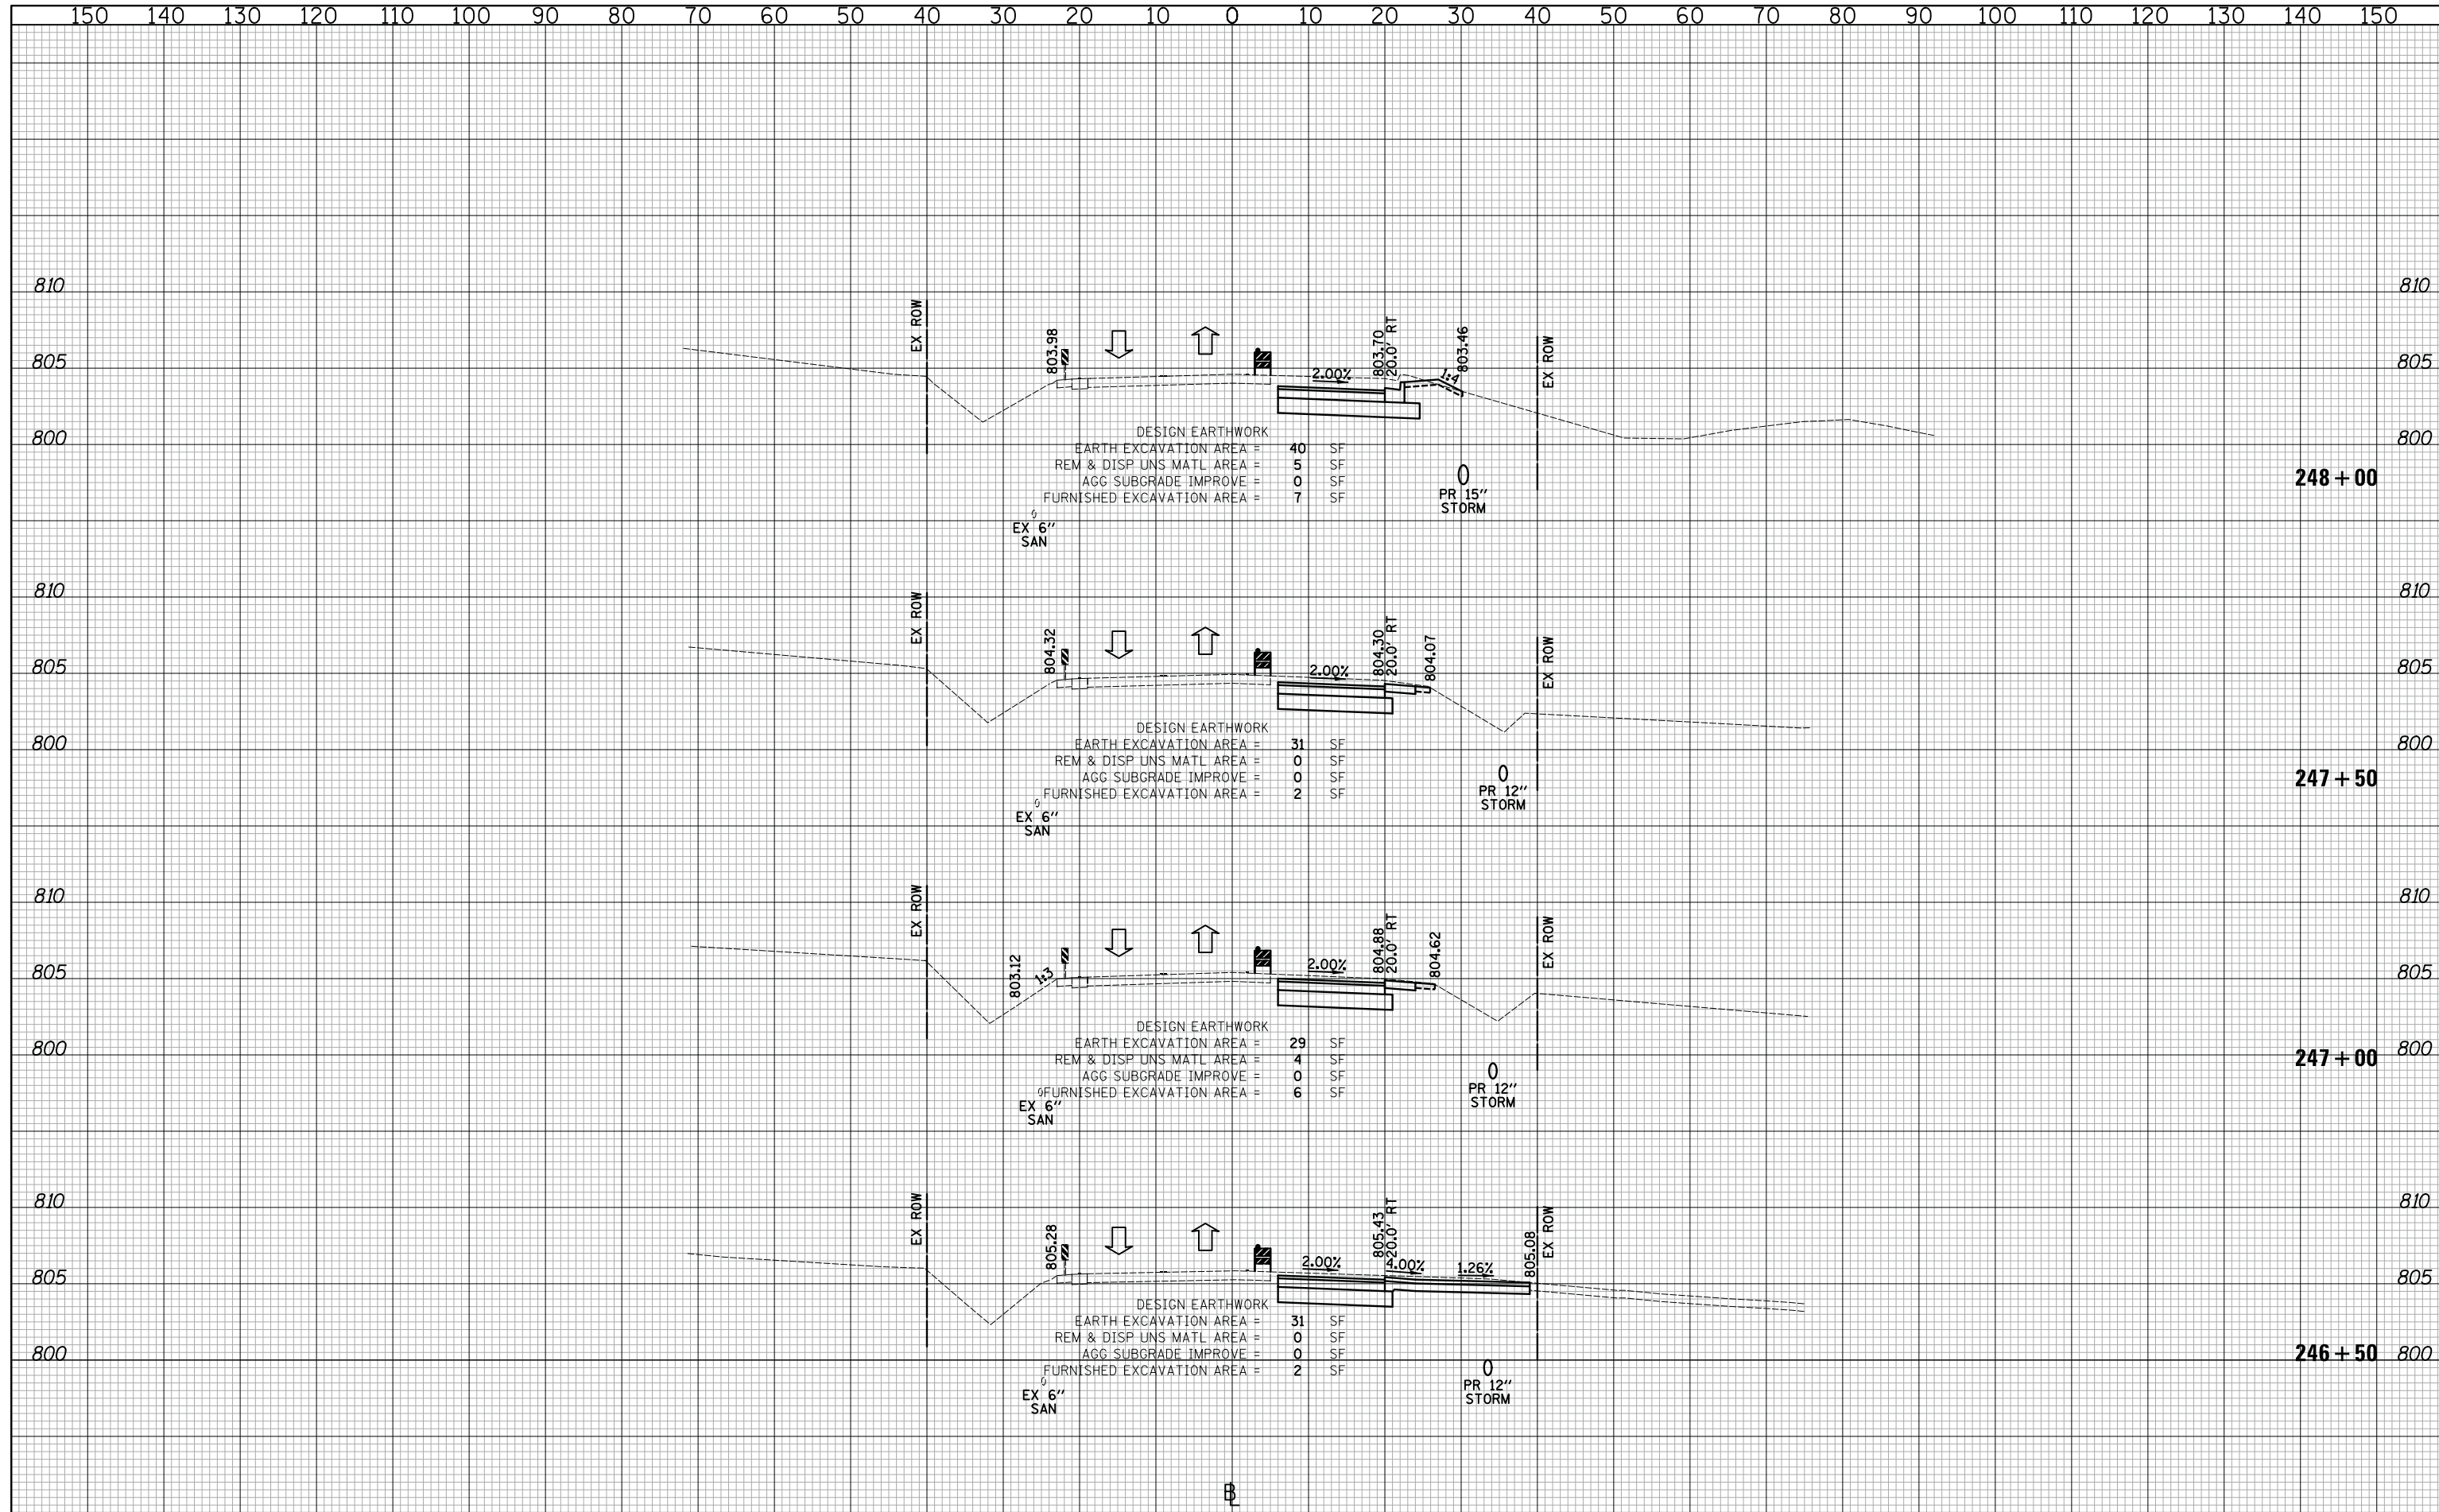 150 140 130 120 110 100 90 80 70 60 50 40 30 20 10 0 10 20 30 40 50 60 70 80 90 100 110 120 130 140 150
810 810
EX ROW
803.98
803.70
20.0' RT
803.46
EX ROW
805 805
2.00%
1:4
800 800
DESIGN EARTHWORK
EARTH EXCAVATION AREA = 40 SF
REM & DISP UNS MATL AREA = 5 SF
AGG SUBGRADE IMPROVE = 0 SF
FURNISHED EXCAVATION AREA = 7 SF
248+00
PR 15"
STORM
EX 6"
SAN
810 810
EX ROW
804.32
804.30
20.0' RT
804.07
EX ROW
805 805
2.00%
800 800
DESIGN EARTHWORK
EARTH EXCAVATION AREA = 31 SF
REM & DISP UNS MATL AREA = 0 SF
AGG SUBGRADE IMPROVE = 0 SF
FURNISHED EXCAVATION AREA = 2 SF
247+50
PR 12"
STORM
EX 6"
SAN
810 810
EX ROW
803.12
1:3
804.88
20.0' RT
804.62
EX ROW
805 805
2.00%
DESIGN EARTHWORK
EARTH EXCAVATION AREA = 29 SF
REM & DISP UNS MATL AREA = 4 SF
AGG SUBGRADE IMPROVE = 0 SF
FURNISHED EXCAVATION AREA = 6 SF
800 800
247+00
PR 12"
STORM
EX 6"
SAN
810 810
EX ROW
805.28
805.43
20.0' RT
805.08
EX ROW
805 805
2.00%
4.00%
1.26%
DESIGN EARTHWORK
EARTH EXCAVATION AREA = 31 SF
REM & DISP UNS MATL AREA = 0 SF
AGG SUBGRADE IMPROVE = 0 SF
FURNISHED EXCAVATION AREA = 2 SF
800 800
246+50
PR 12"
STORM
EX 6"
SAN
BL